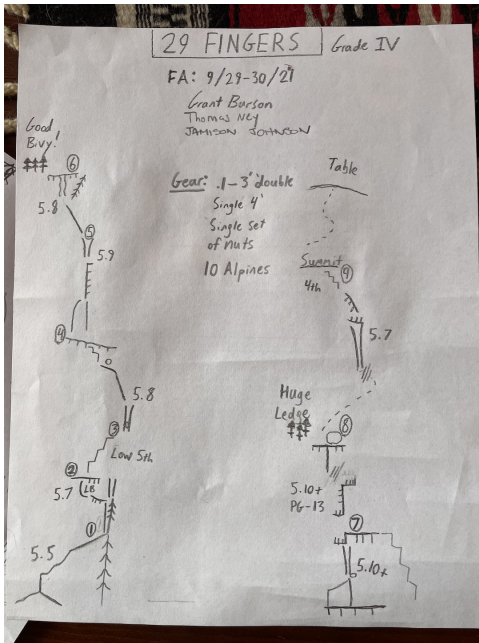 29 FINGERS Grade IV
FA: 9/29-30/21
Grant Barson
Thomas Ney
JAMISON JOHNSON
Good
Bivy!
6
5.8
5
5.9
4
5.8
3
Low 5th
2
5.7 LB
1
5.5
Gear: .1-3" double
Single 4"
Single set
of nuts
10 Alpines
Table
Summit 9
4th
5.7
Huge
Ledge
8
5.10+
PG-13
7
5.10+